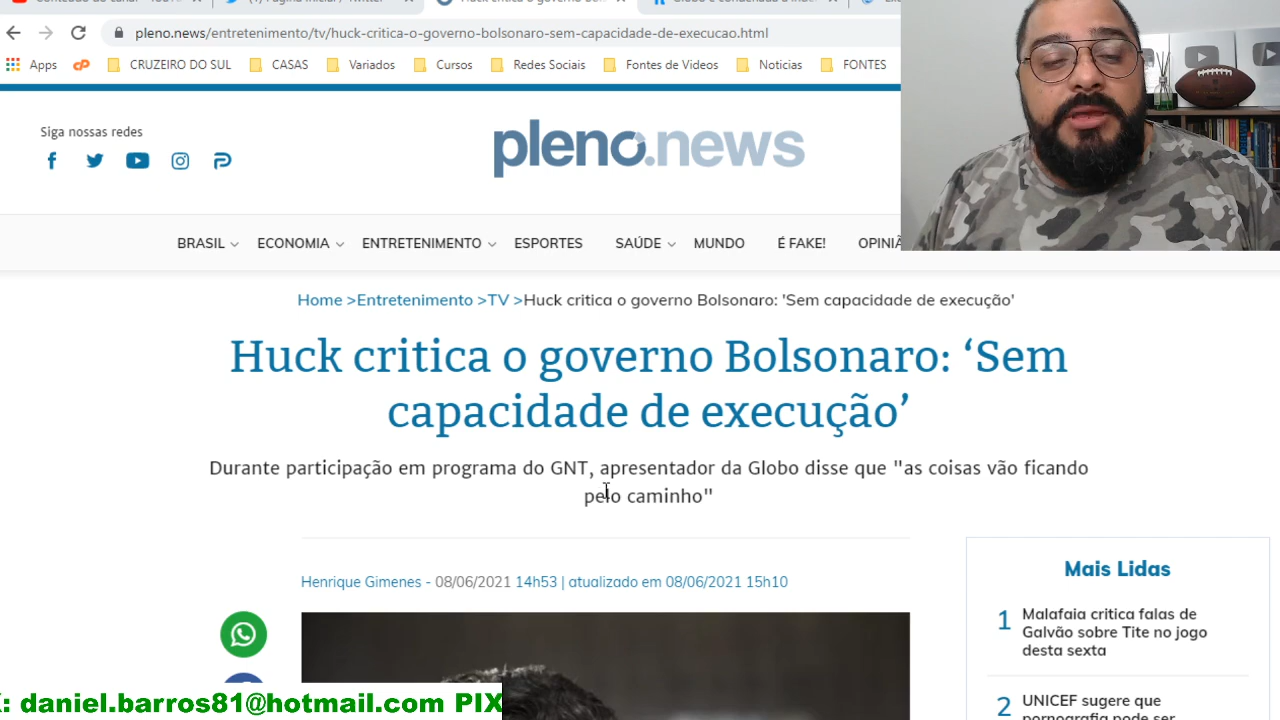 pleno.news/entretenimento/tv/huck-critica-o-governo-bolsonaro-sem-capacidade-de-execucao.html
Apps CRUZEIRO DO SUL CASAS Variados Cursos Redes Sociais Fontes de Videos Noticias FONTES
Siga nossas redes
pleno.news
BRASIL ECONOMIA ENTRETENIMENTO ESPORTES SAÚDE MUNDO É FAKE!
Home >Entretenimento >TV >Huck critica o governo Bolsonaro: 'Sem capacidade de execução'
Huck critica o governo Bolsonaro: ‘Sem
capacidade de execução’
Durante participação em programa do GNT, apresentador da Globo disse que "as coisas vão ficando
pelo caminho"
Henrique Gimenes - 08/06/2021 14h53 | atualizado em 08/06/2021 15h10
Mais Lidas
1 Malafaia critica falas de
Galvão sobre Tite no jogo
desta sexta
2 UNICEF sugere que
pornografia pode ser
: daniel.barros81@hotmail.com PIX